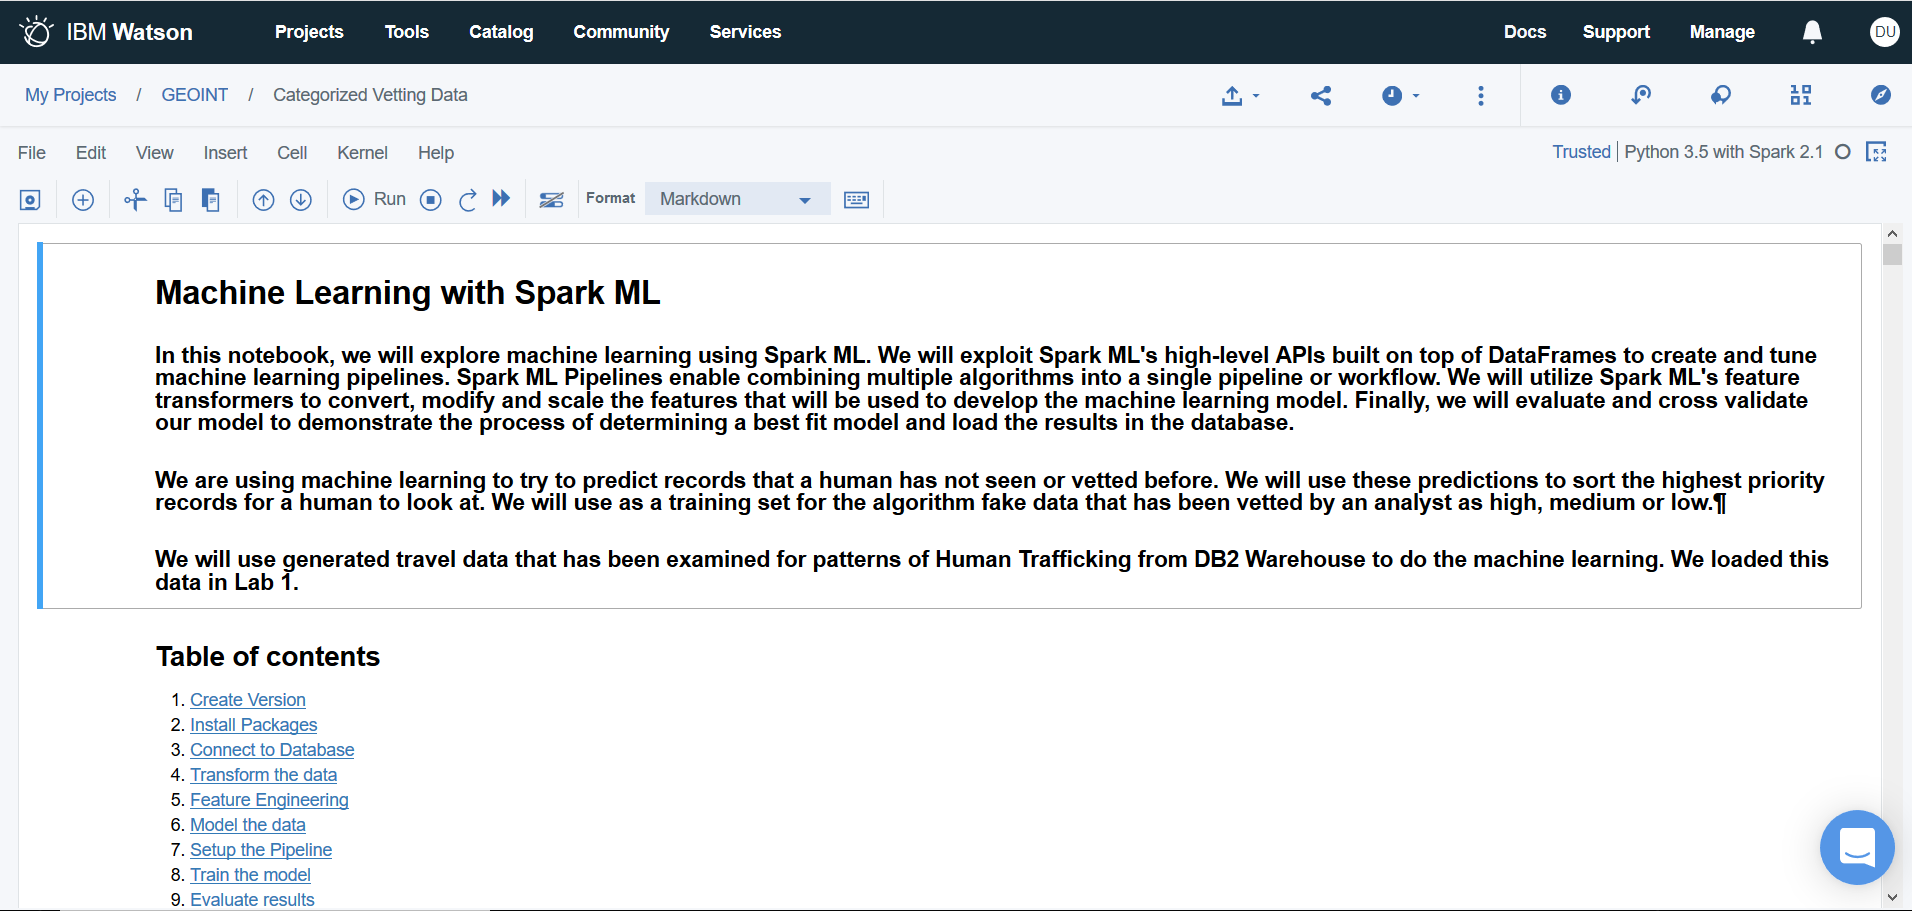 IBM Watson Projects Tools Catalog Community Services Docs Support Manage DU
My Projects / GEOINT / Categorized Vetting Data
File Edit View Insert Cell Kernel Help Trusted | Python 3.5 with Spark 2.1
Run Format Markdown
Machine Learning with Spark ML
In this notebook, we will explore machine learning using Spark ML. We will exploit Spark ML's high-level APIs built on top of DataFrames to create and tune
machine learning pipelines. Spark ML Pipelines enable combining multiple algorithms into a single pipeline or workflow. We will utilize Spark ML's feature
transformers to convert, modify and scale the features that will be used to develop the machine learning model. Finally, we will evaluate and cross validate
our model to demonstrate the process of determining a best fit model and load the results in the database.
We are using machine learning to try to predict records that a human has not seen or vetted before. We will use these predictions to sort the highest priority
records for a human to look at. We will use as a training set for the algorithm fake data that has been vetted by an analyst as high, medium or low.¶
We will use generated travel data that has been examined for patterns of Human Trafficking from DB2 Warehouse to do the machine learning. We loaded this
data in Lab 1.
Table of contents
1. Create Version
2. Install Packages
3. Connect to Database
4. Transform the data
5. Feature Engineering
6. Model the data
7. Setup the Pipeline
8. Train the model
9. Evaluate results